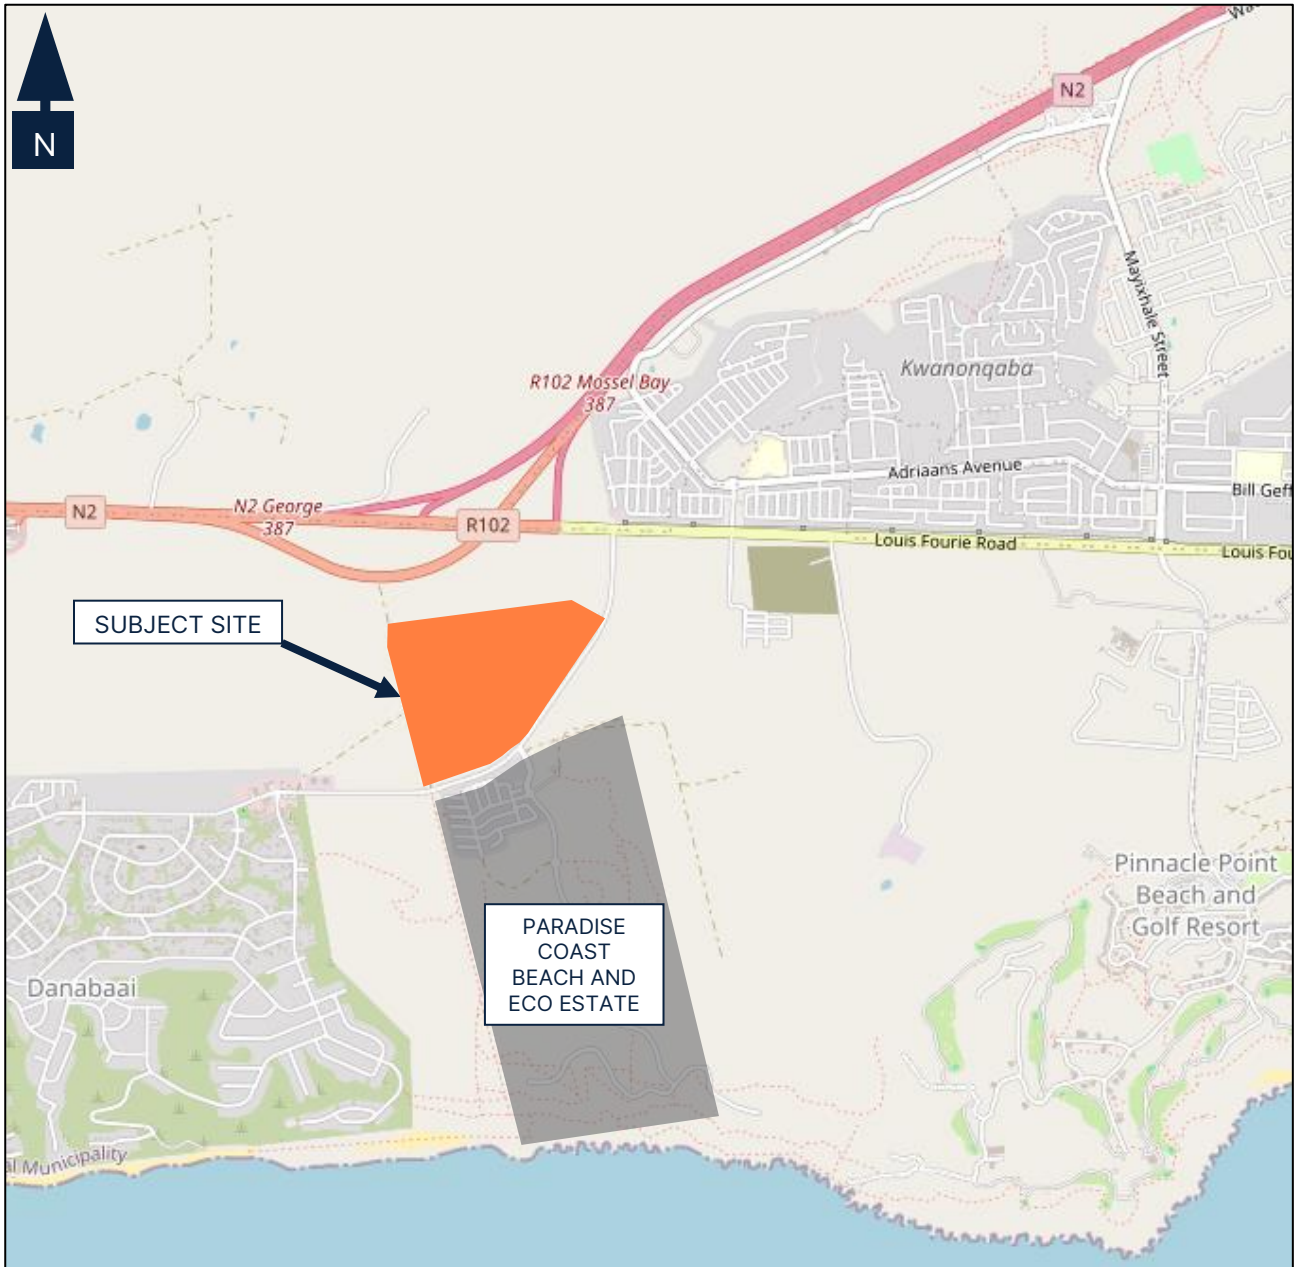 N
N2
Mayixhale Street
R102 Mossel Bay
387
Kwanonqaba
Adriaans Avenue
Bill Geff
N2
N2 George
387
R102
Louis Fourie Road
Louis Fou
SUBJECT SITE
PARADISE
COAST
BEACH AND
ECO ESTATE
Pinnacle Point
Beach and
Golf Resort
Danabaai
al Municipality